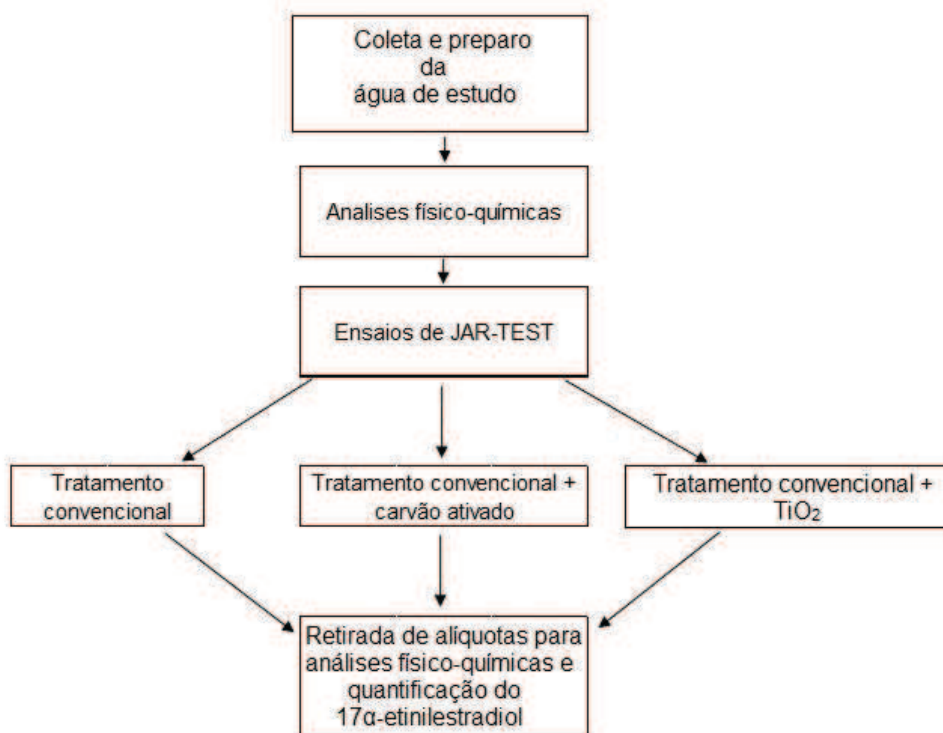 Coleta e preparo
da
água de estudo
Analises físico-químicas
Ensaios de JAR-TEST
Tratamento
convencional
Tratamento convencional +
carvão ativado
Tratamento convencional +
TiO₂
Retirada de alíquotas para
análises físico-químicas e
quantificação do
17α-etinilestradiol